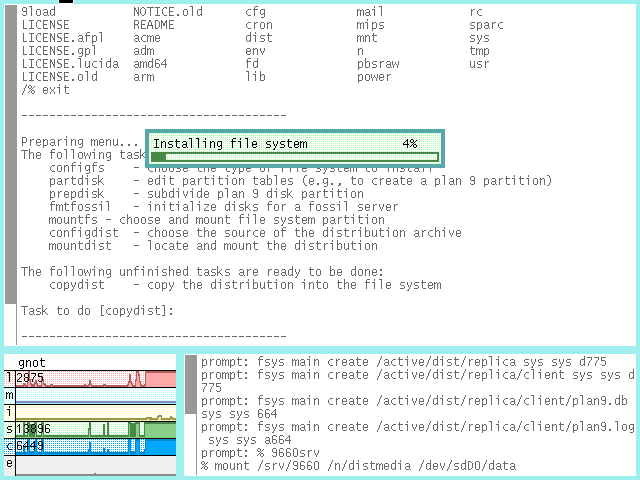 9load NOTICE.old cfg mail rc
LICENSE README cron mips sparc
LICENSE.afpl acme dist mnt sys
LICENSE.gpl adm env n tmp
LICENSE.lucida amd64 fd pbsraw usr
LICENSE.old arm lib power
/% exit
--------------------------------------
Preparing menu...
Installing file system 4%
The following task
configfs - choose the type of file system to install
partdisk - edit partition tables (e.g., to create a plan 9 partition)
prepdisk - subdivide plan 9 disk partition
fmtfossil - initialize disks for a fossil server
mountfs - choose and mount file system partition
configdist - choose the source of the distribution archive
mountdist - locate and mount the distribution
The following unfinished tasks are ready to be done:
copydist - copy the distribution into the file system
Task to do [copydist]:
--------------------------------------
gnot
l 2975
m
i
s 13896
c 6449
e
prompt: fsys main create /active/dist/replica sys sys d775
prompt: fsys main create /active/dist/replica/client sys sys d
775
prompt: fsys main create /active/dist/replica/client/plan9.db
sys sys 664
prompt: fsys main create /active/dist/replica/client/plan9.log
sys sys a664
prompt: % 9660srv
% mount /srv/9660 /n/distmedia /dev/sdD0/data